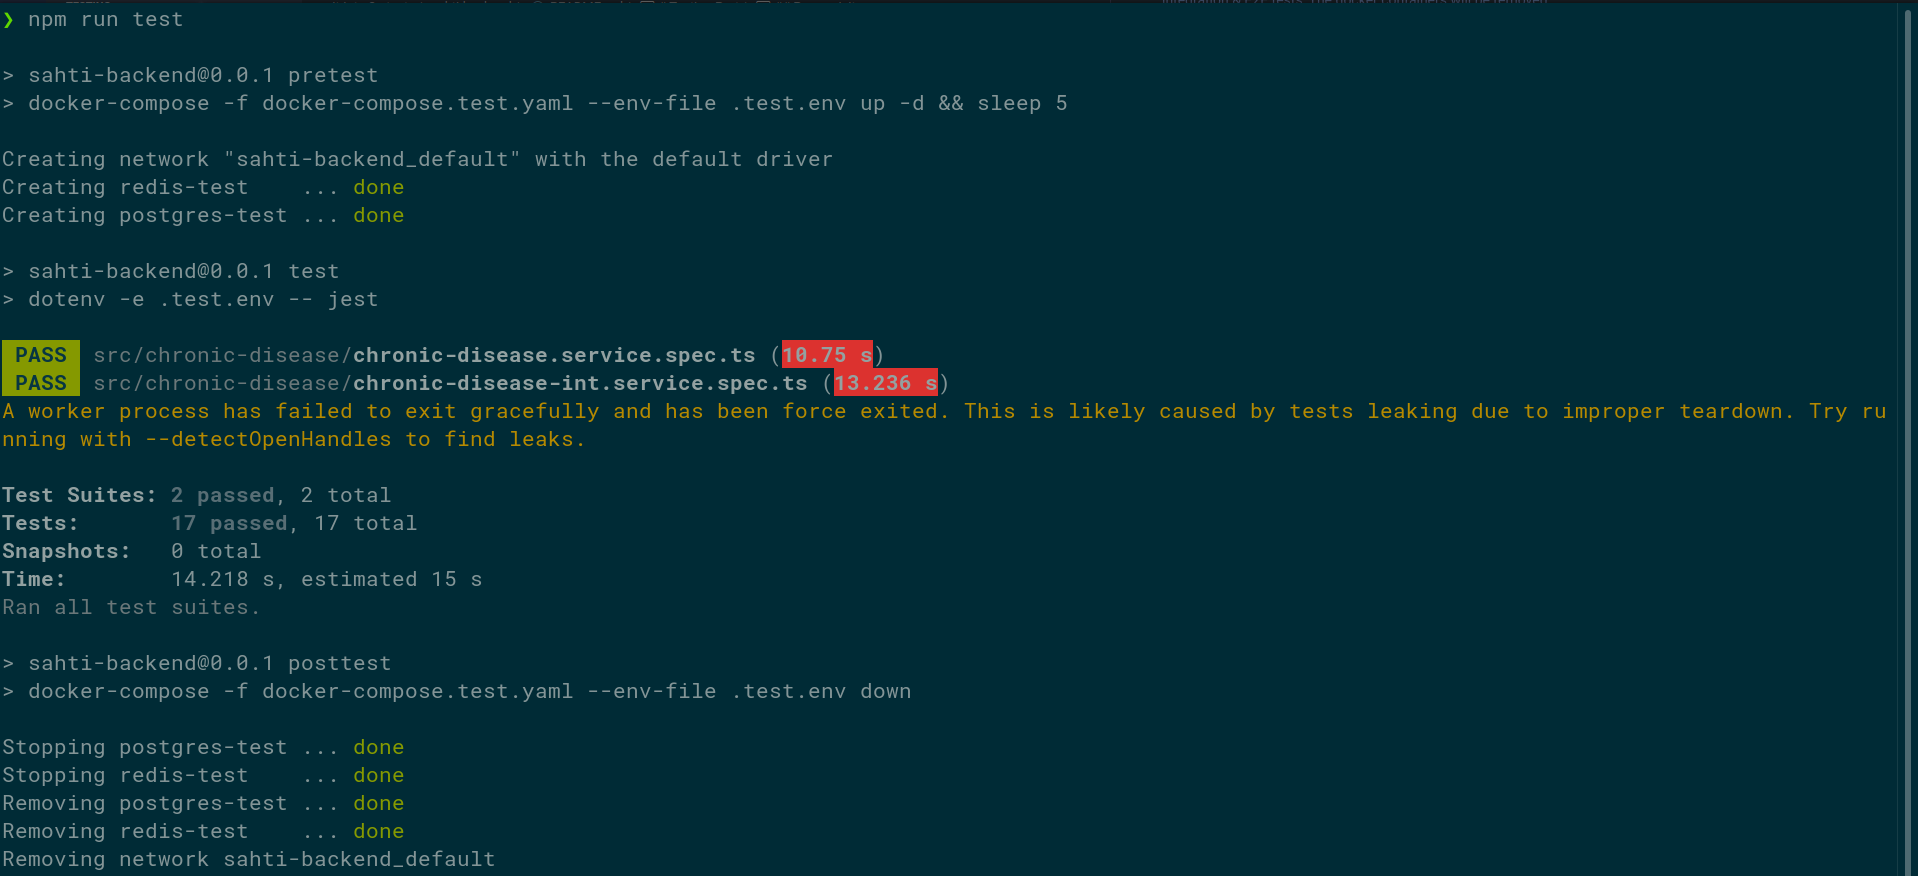 ❯ npm run test
> sahti-backend@0.0.1 pretest
> docker-compose -f docker-compose.test.yaml --env-file .test.env up -d && sleep 5
Creating network "sahti-backend_default" with the default driver
Creating redis-test    ... done
Creating postgres-test ... done
> sahti-backend@0.0.1 test
> dotenv -e .test.env -- jest
PASS src/chronic-disease/chronic-disease.service.spec.ts (10.75 s)
PASS src/chronic-disease/chronic-disease-int.service.spec.ts (13.236 s)
A worker process has failed to exit gracefully and has been force exited. This is likely caused by tests leaking due to improper teardown. Try ru
nning with --detectOpenHandles to find leaks.
Test Suites: 2 passed, 2 total
Tests:       17 passed, 17 total
Snapshots:   0 total
Time:        14.218 s, estimated 15 s
Ran all test suites.
> sahti-backend@0.0.1 posttest
> docker-compose -f docker-compose.test.yaml --env-file .test.env down
Stopping postgres-test ... done
Stopping redis-test    ... done
Removing postgres-test ... done
Removing redis-test    ... done
Removing network sahti-backend_default